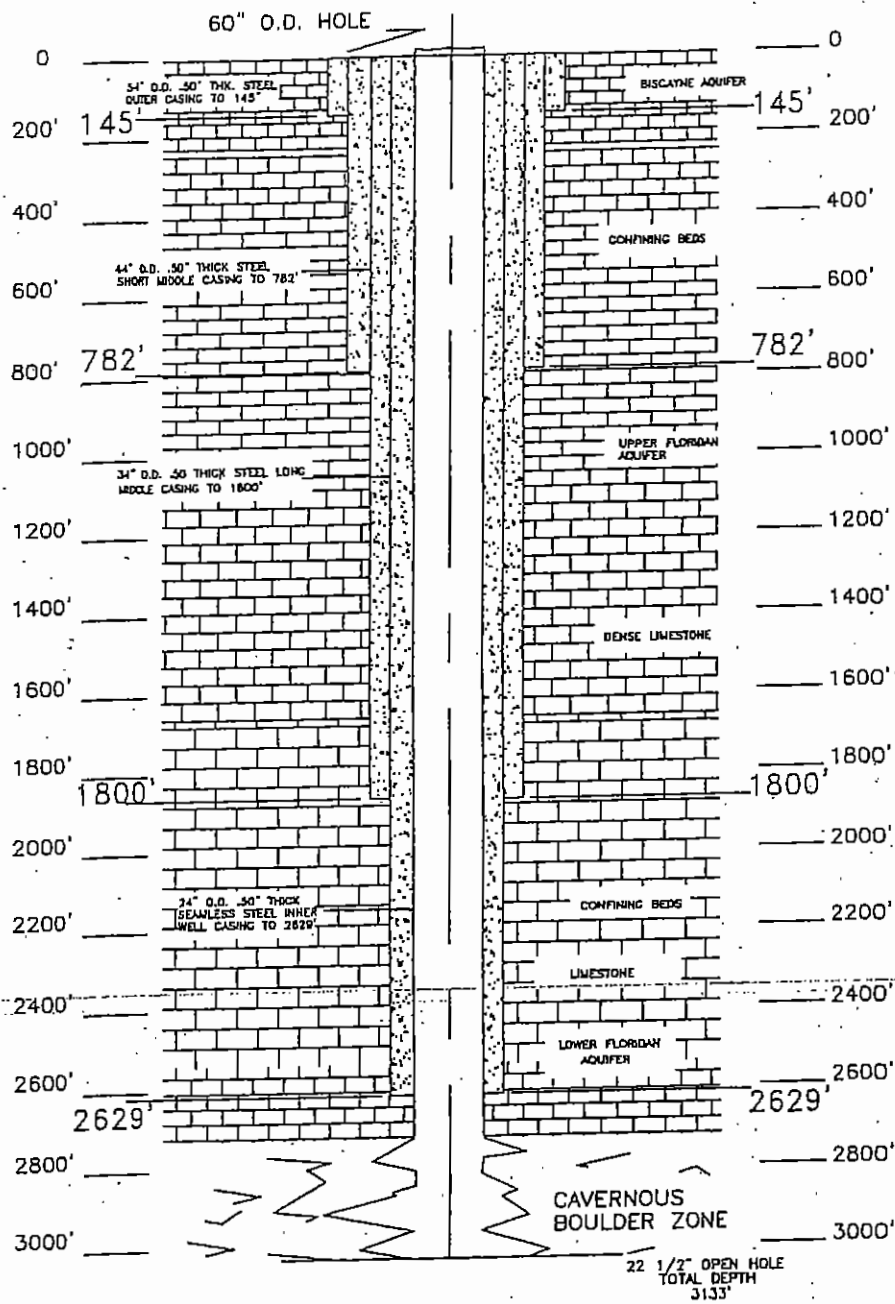 60" O.D. HOLE
0
0
54" O.D. .50" THK. STEEL
OUTER CASING TO 145'
BISCAYNE AQUIFER
145'
145'
200'
200'
400'
400'
CONFINING BEDS
44" O.D. .50" THICK STEEL
SHORT MIDDLE CASING TO 782'
600'
600'
782'
782'
800'
800'
UPPER FLORIDAN
AQUIFER
1000'
1000'
34" O.D. .50 THICK STEEL LONG
MIDDLE CASING TO 1800'
1200'
1200'
1400'
1400'
DENSE LIMESTONE
1600'
1600'
1800'
1800'
1800'
1800'
2000'
2000'
24" O.D. .50" THICK
SEAMLESS STEEL INNER
WELL CASING TO 2629'
CONFINING BEDS
2200'
2200'
LIMESTONE
2400'
2400'
LOWER FLORIDAN
AQUIFER
2600'
2600'
2629'
2629'
2800'
2800'
CAVERNOUS
BOULDER ZONE
3000'
3000'
22 1/2" OPEN HOLE
TOTAL DEPTH
3133'